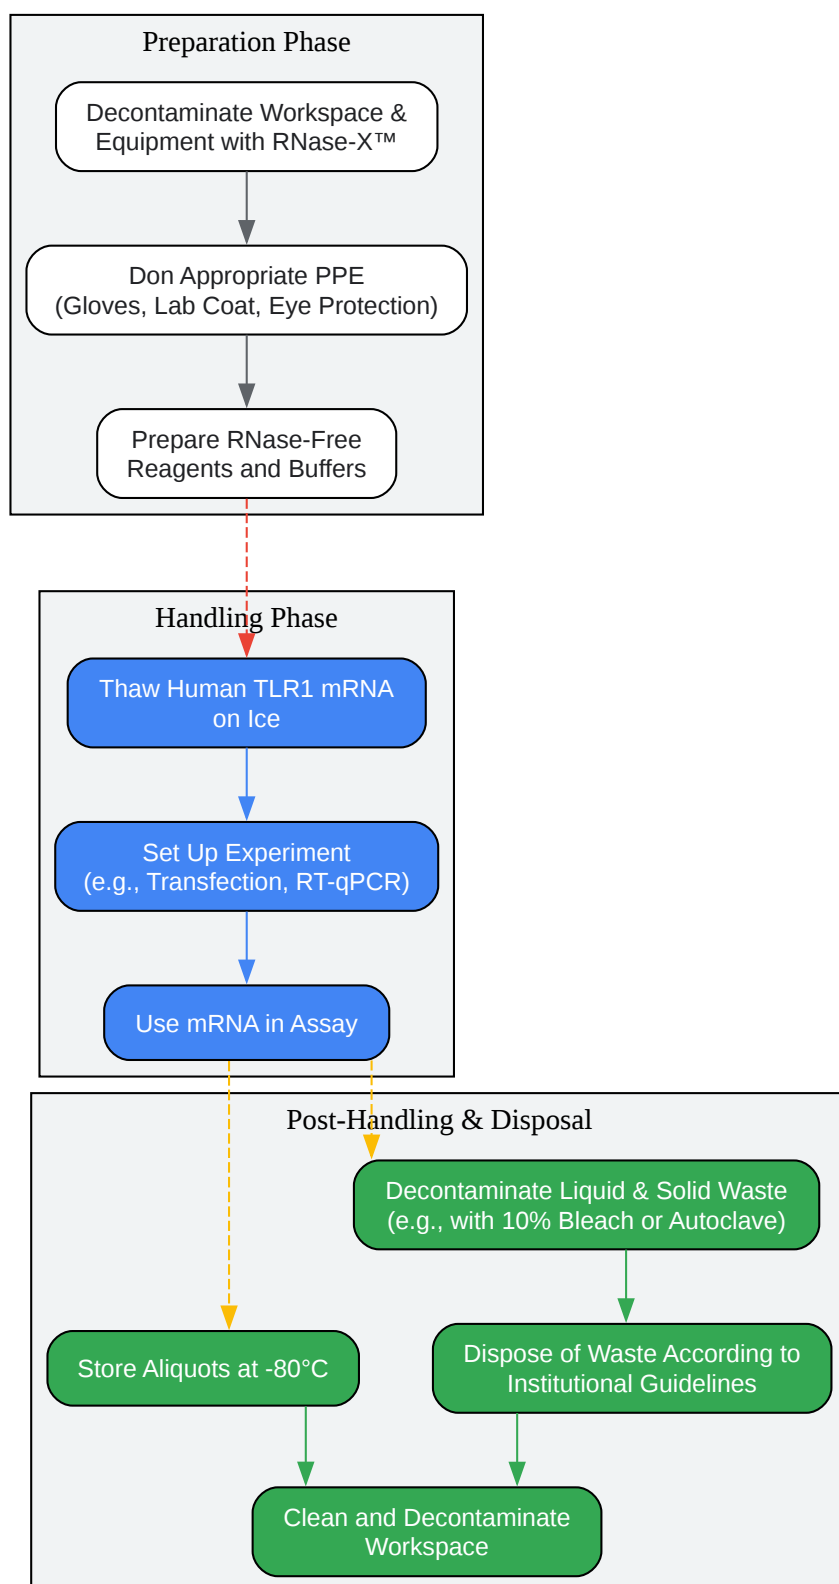 Preparation Phase
Decontaminate Workspace &
Equipment with RNase-X™
Don Appropriate PPE
(Gloves, Lab Coat, Eye Protection)
Prepare RNase-Free
Reagents and Buffers
Handling Phase
Thaw Human TLR1 mRNA
on Ice
Set Up Experiment
(e.g., Transfection, RT-qPCR)
Use mRNA in Assay
Post-Handling & Disposal
Decontaminate Liquid & Solid Waste
(e.g., with 10% Bleach or Autoclave)
Store Aliquots at -80°C
Dispose of Waste According to
Institutional Guidelines
Clean and Decontaminate
Workspace